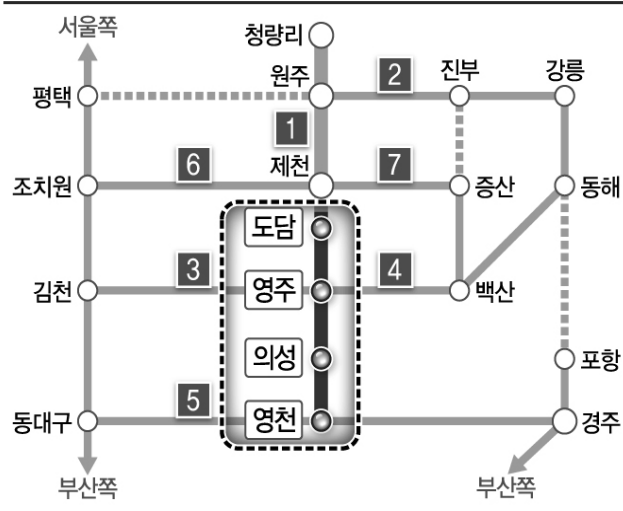 서울쪽
청량리
원주
2
진부
강릉
평택
1
6
제천
7
조치원
증산
동해
도담
3
4
김천
영주
백산
의성
포항
5
동대구
영천
경주
부산쪽
부산쪽